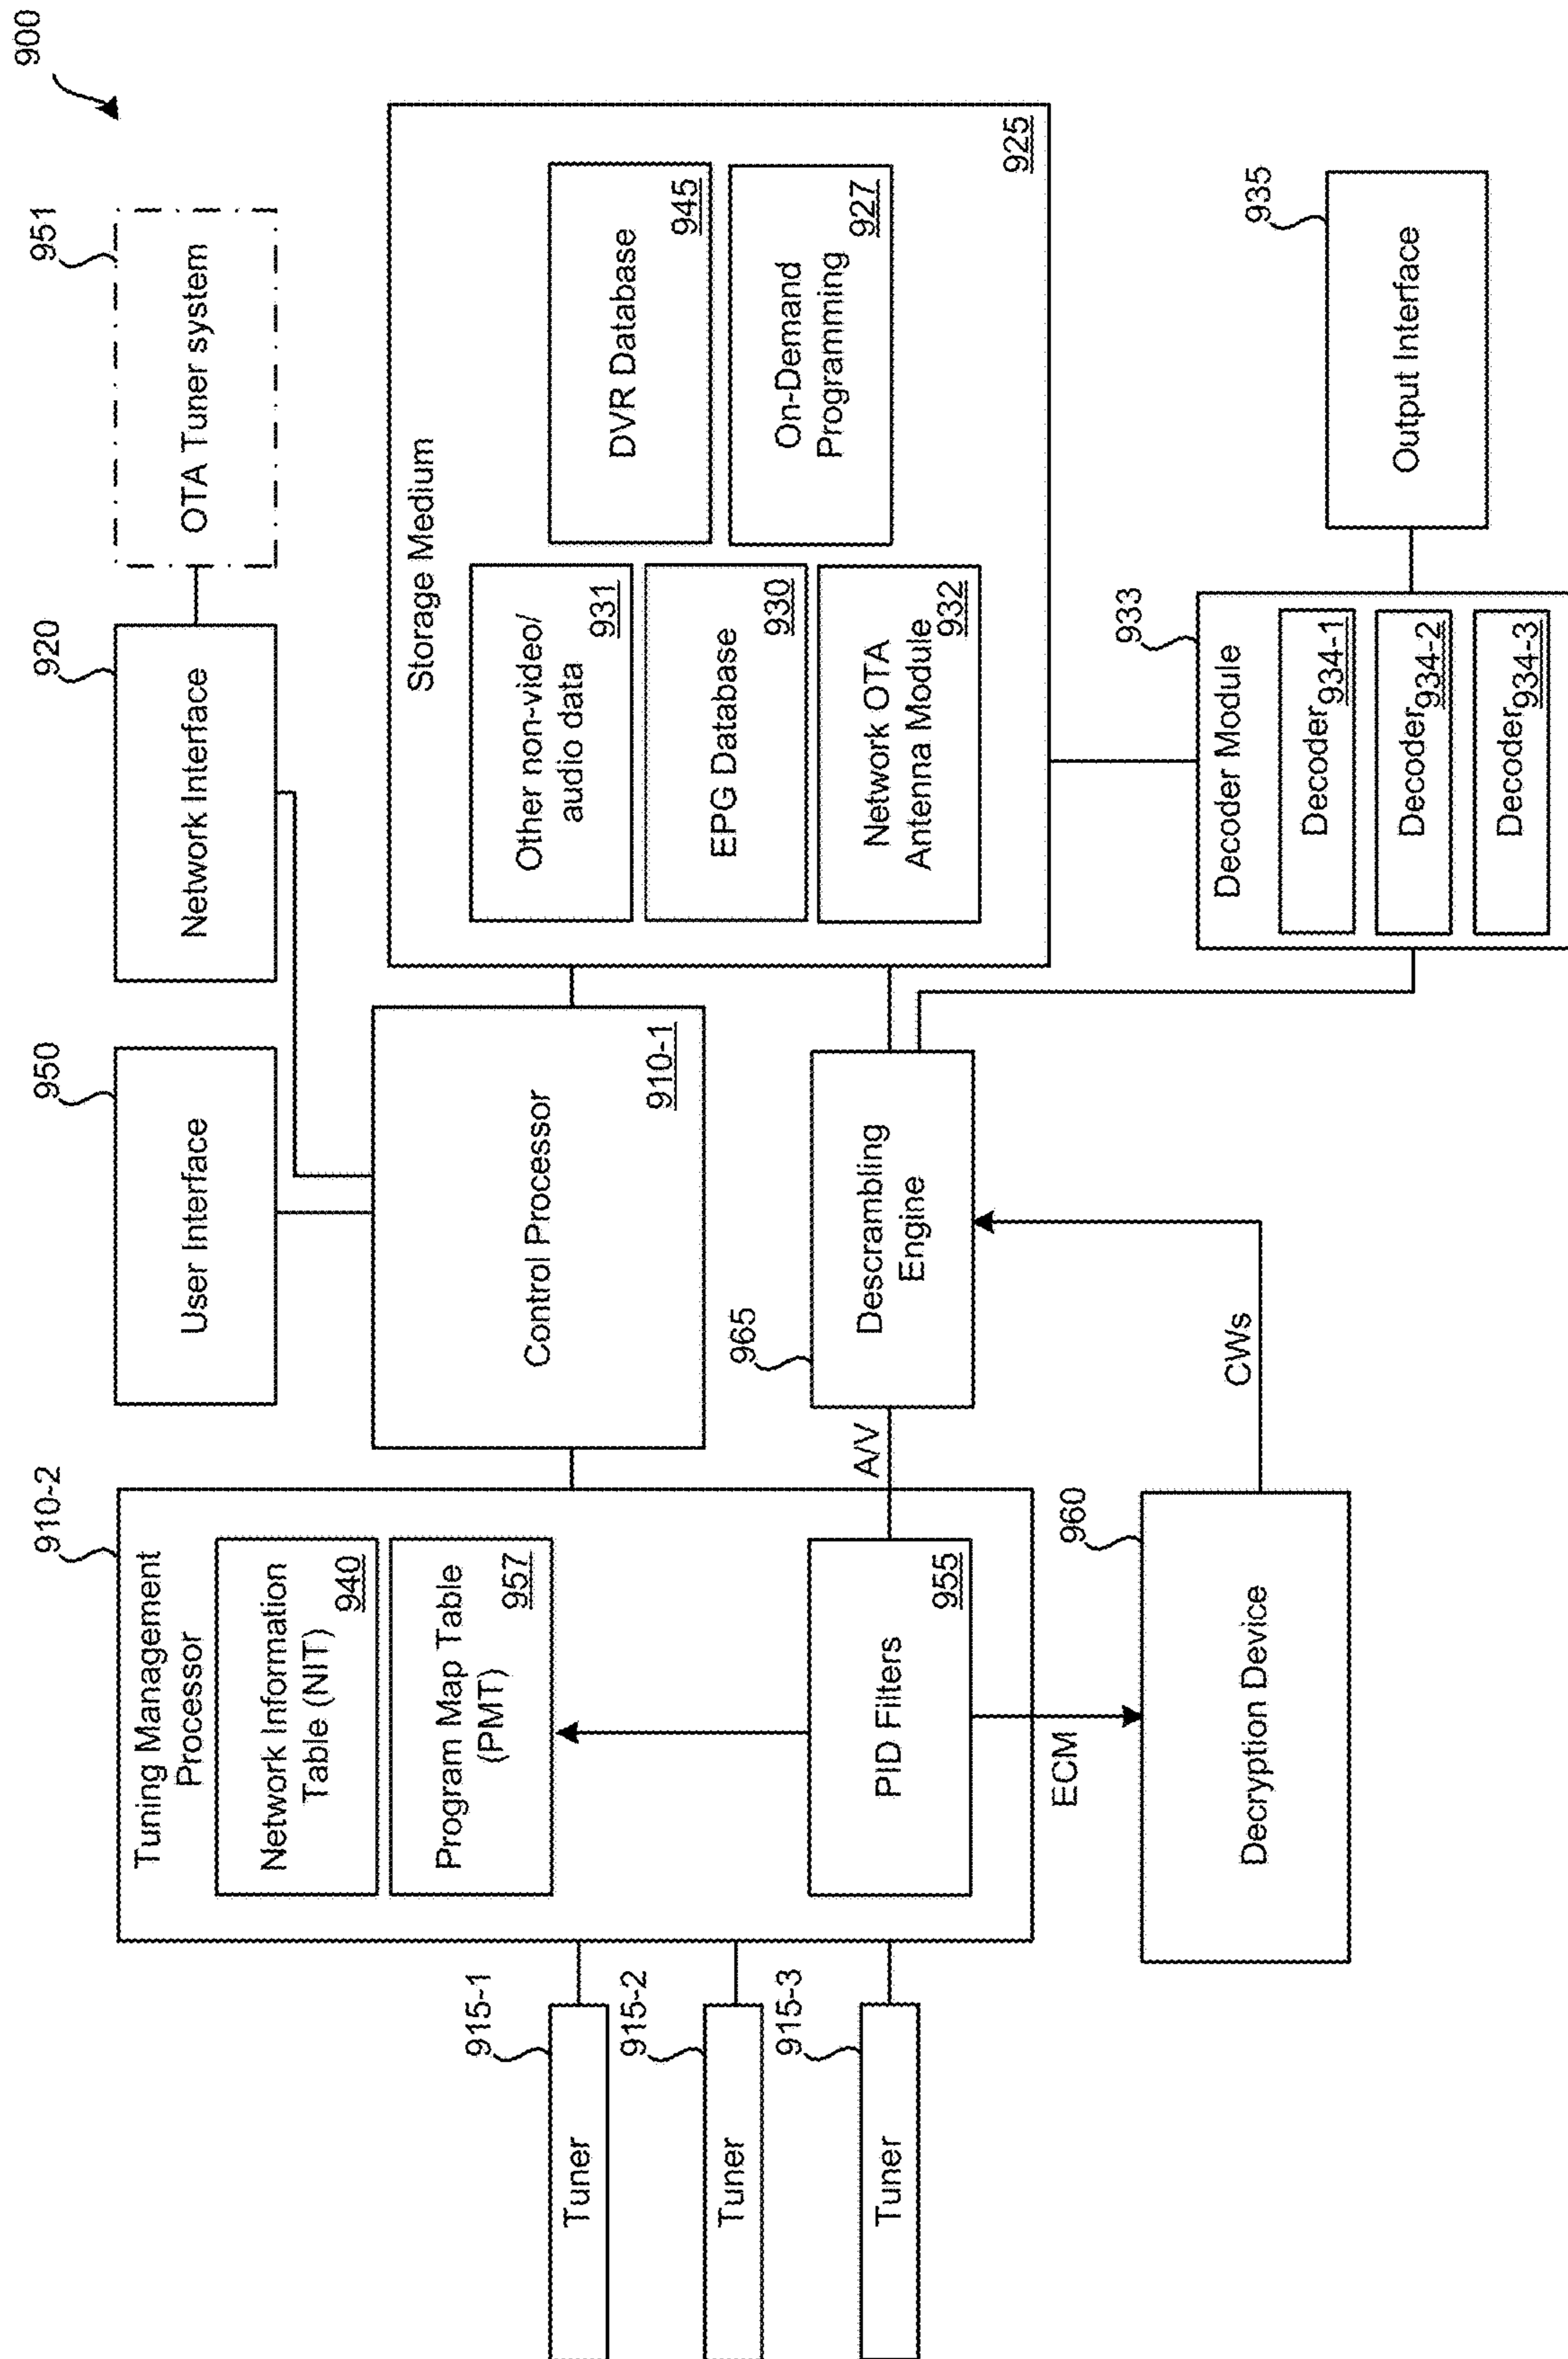 900
910-2
Tuning Management
Processor
Network Information
Table (NIT)
940
Program Map Table
(PMT)
957
PID Filters
955
915-1
Tuner
915-2
Tuner
915-3
Tuner
ECM
960
Decryption Device
CWs
A/V
965
Descrambling
Engine
950
User Interface
920
Network Interface
951
OTA Tuner system
Control Processor
910-1
Storage Medium
925
Other non-video/
audio data
931
EPG Database
930
Network OTA
Antenna Module
932
DVR Database
945
On-Demand
Programming
927
933
Decoder Module
Decoder
934-1
Decoder
934-2
Decoder
934-3
935
Output Interface